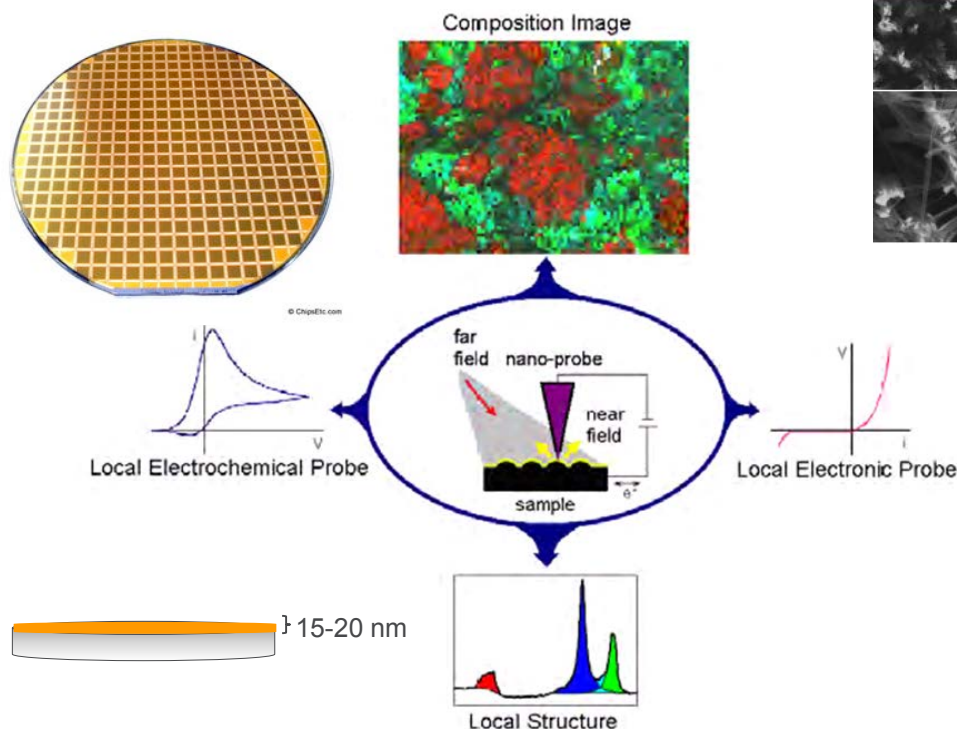 Composition Image
© ChipsEtc.com
far
field
nano-probe
near
field
e-
sample
I
V
Local Electrochemical Probe
V
I
Local Electronic Probe
15-20 nm
Local Structure